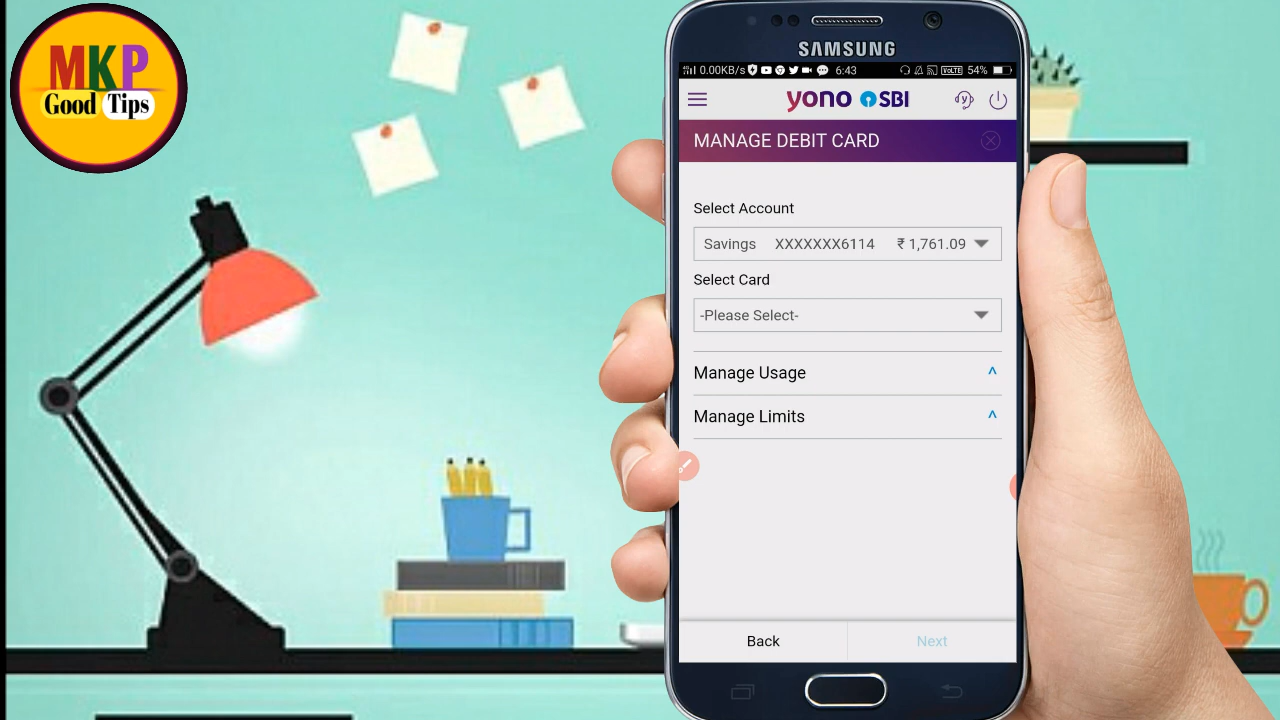 MKP
Good Tips
SAMSUNG
0.00KB/s 6:43 VoLTE 54%
yono SBI
MANAGE DEBIT CARD
Select Account
Savings XXXXXXX6114 ₹ 1,761.09
Select Card
-Please Select-
Manage Usage ^
Manage Limits ^
Back Next